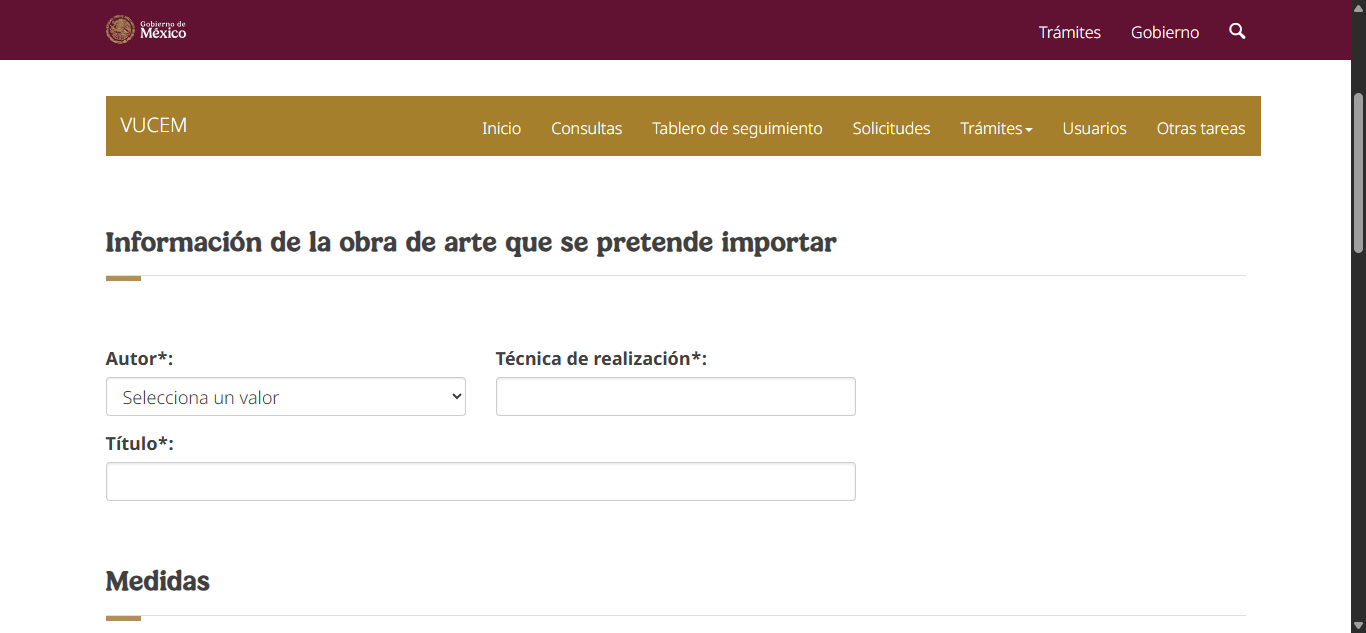 Gobierno de
México
Trámites Gobierno
VUCEM Inicio Consultas Tablero de seguimiento Solicitudes Trámites Usuarios Otras tareas
Información de la obra de arte que se pretende importar
Autor*: Técnica de realización*:
Selecciona un valor
Título*:
Medidas